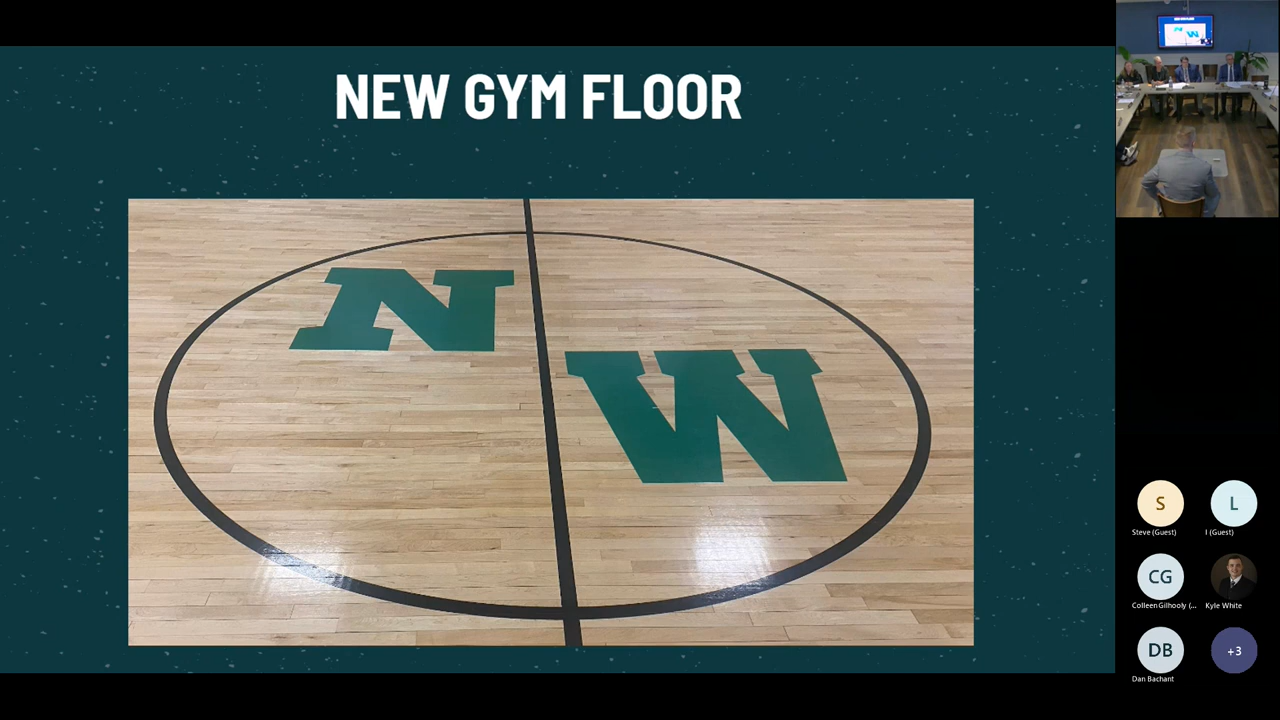 NEW GYM FLOOR
N
W
S
Steve (Guest)
L
I (Guest)
CG
Colleen Gilhooly (...
Kyle White
DB
Dan Bachant
+3